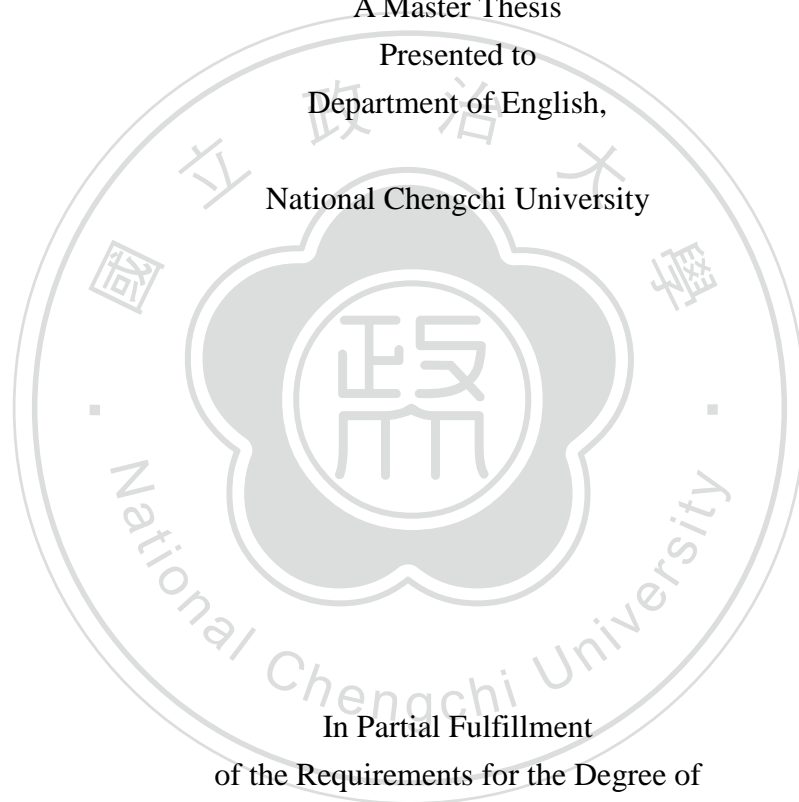 A Master Thesis
Presented to
Department of English,
國立政治大學
National Chengchi University
政
National Chengchi University
In Partial Fulfillment
of the Requirements for the Degree of